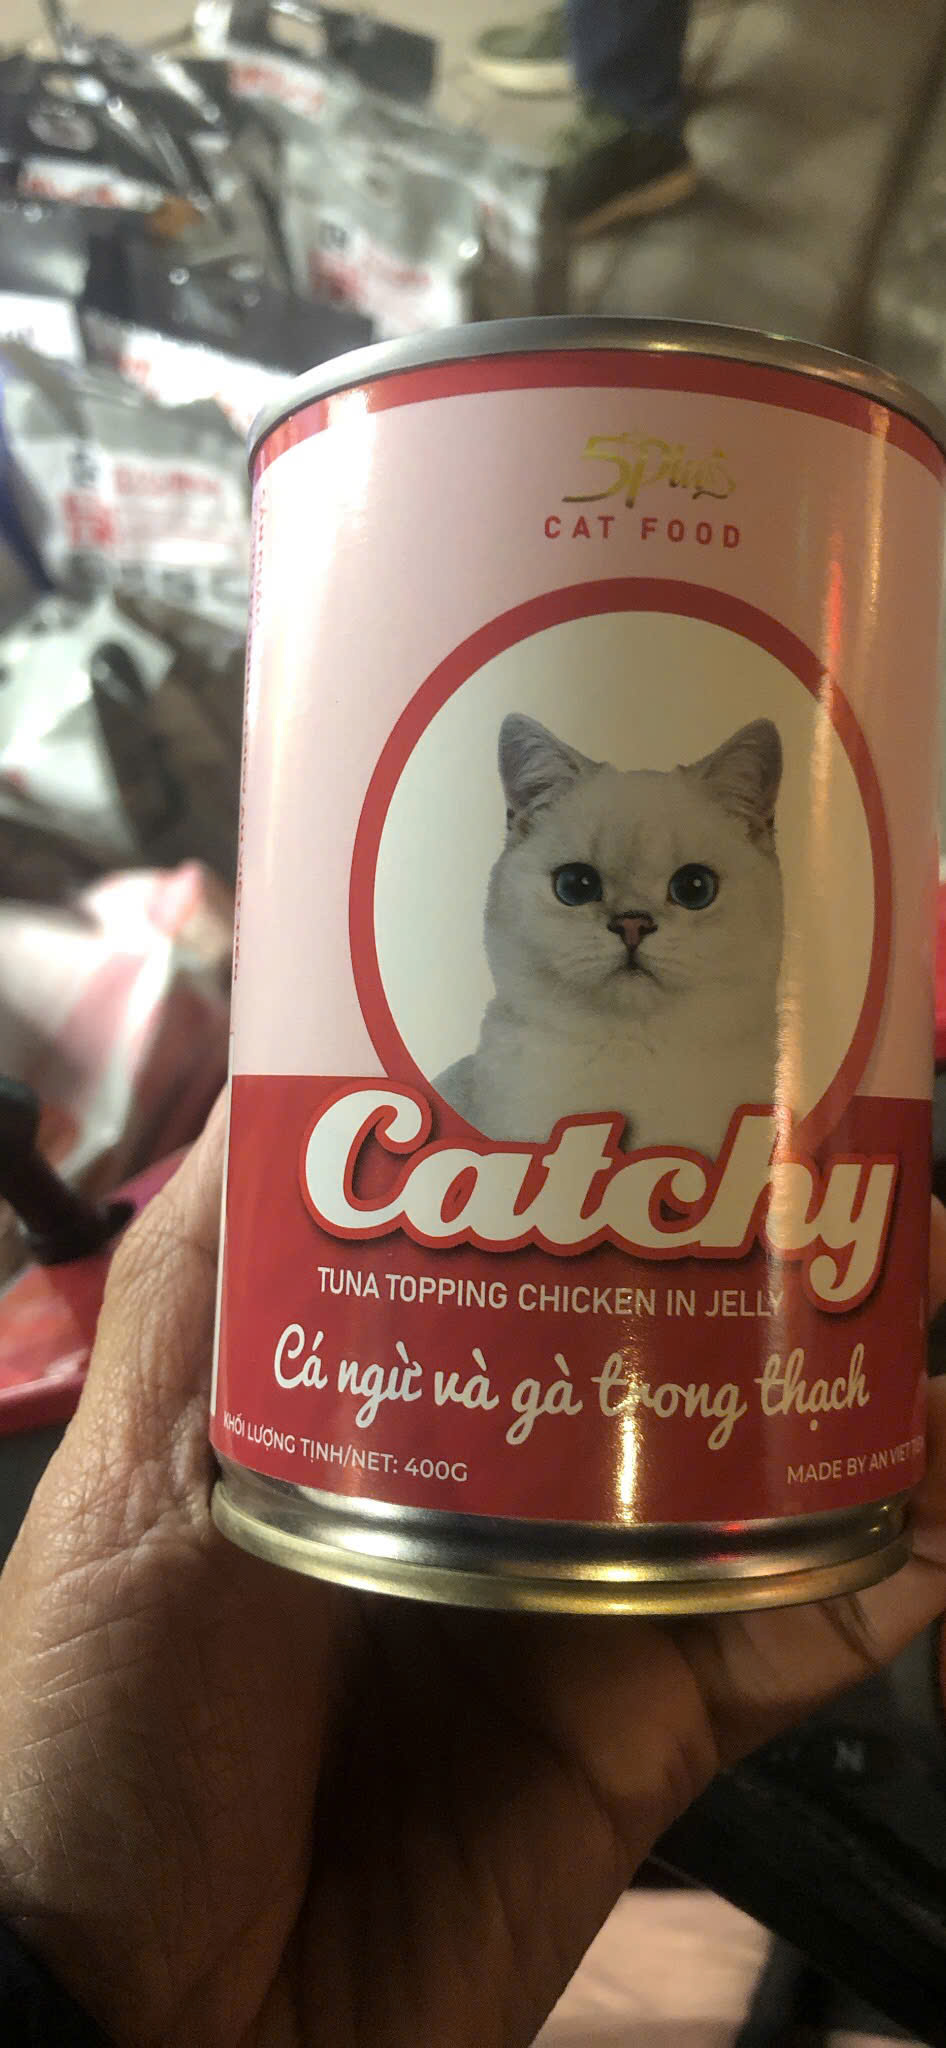 5Plus
CAT FOOD
Catchy
TUNA TOPPING CHICKEN IN JELLY
Cá ngừ và gà trong thạch
KHỐI LƯỢNG TỊNH/NET: 400G
MADE BY AN VIET
N